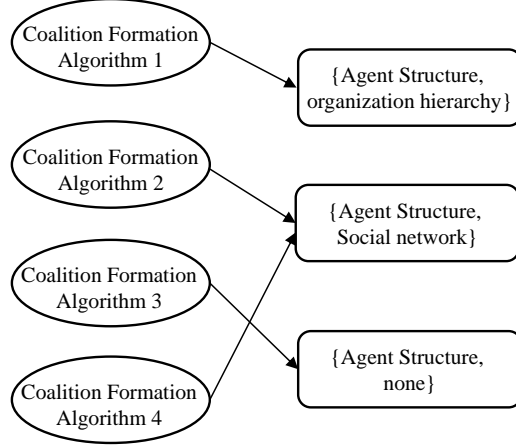 Coalition Formation
Algorithm 1
{Agent Structure,
organization hierarchy}
Coalition Formation
Algorithm 2
{Agent Structure,
Social network}
Coalition Formation
Algorithm 3
{Agent Structure,
none}
Coalition Formation
Algorithm 4